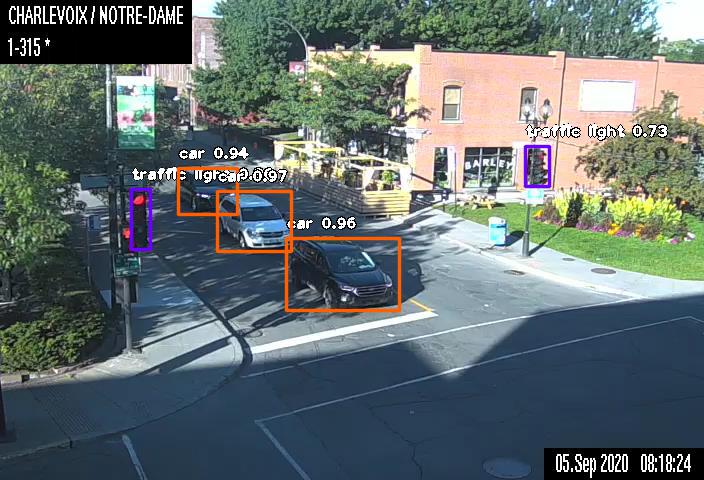 CHARLEVOIX / NOTRE-DAME
1-315 *
traffic light 0.73
car 0.94
car 0.97
car 0.96
BARLEY
05.Sep 2020 08:18:24